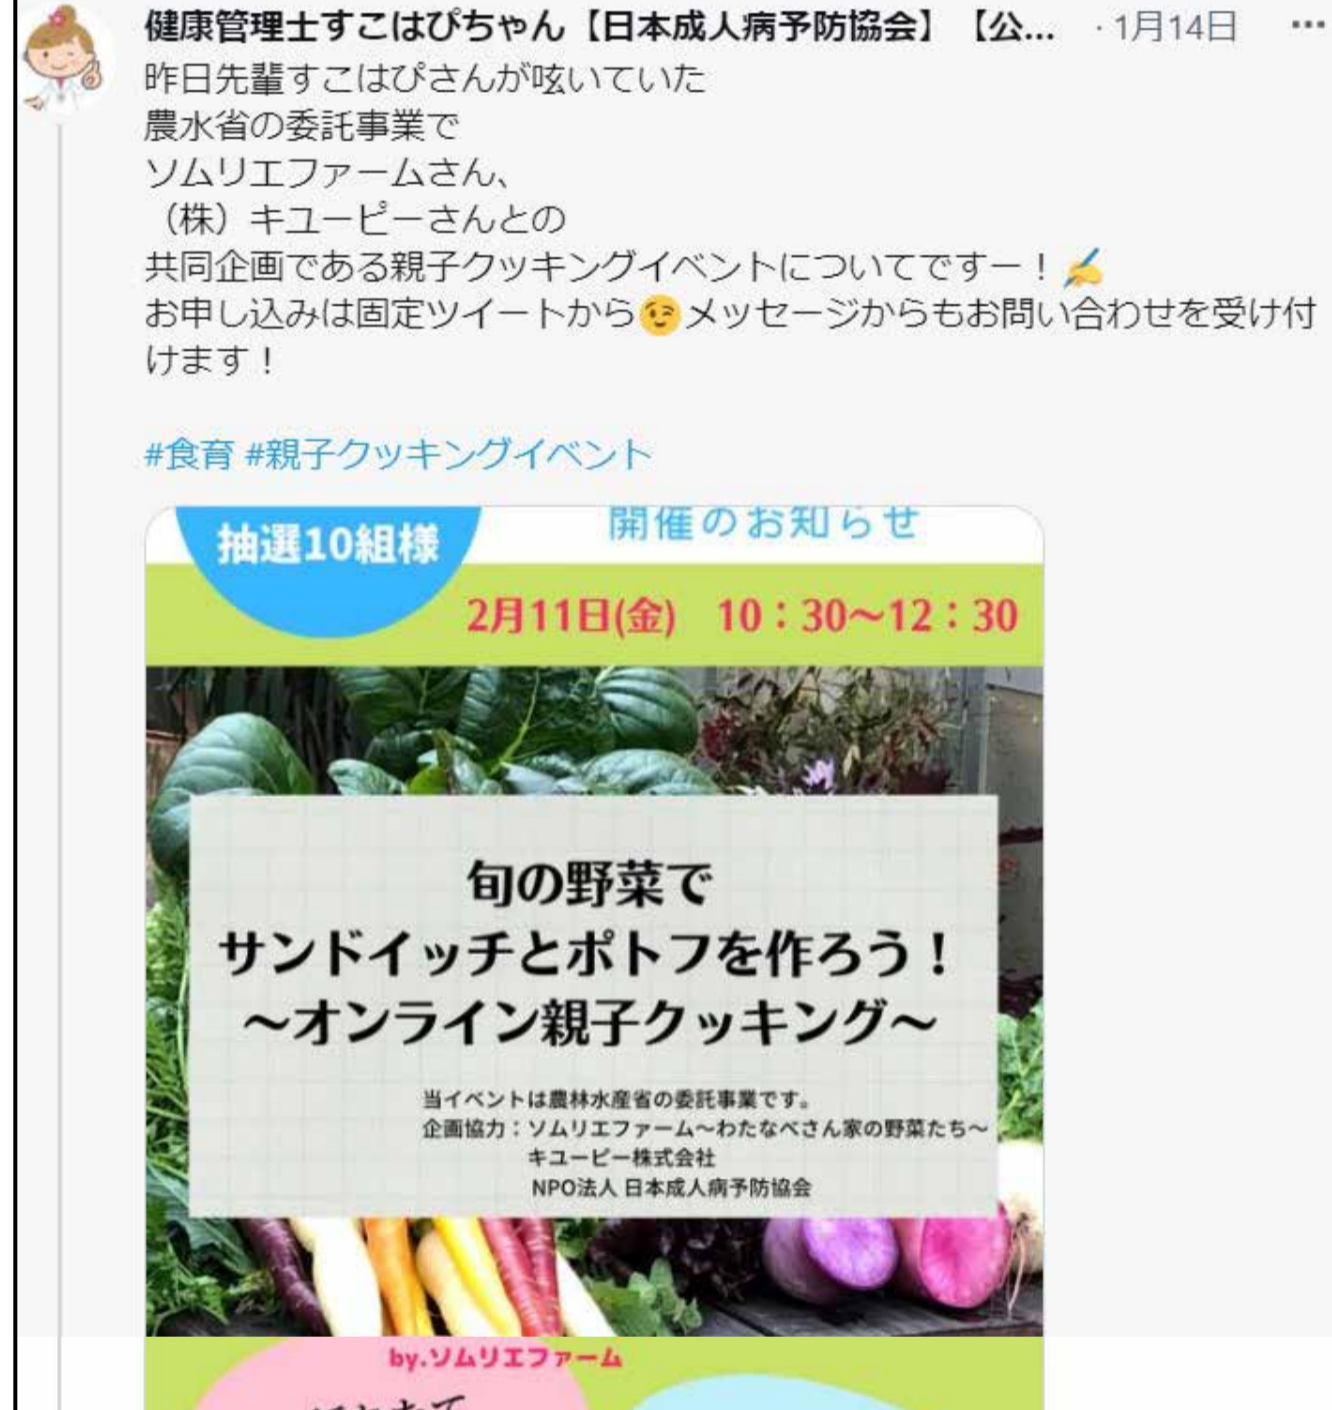 健康管理士すこはぴちゃん【日本成人病予防協会】【公... ·1月14日 ···
昨日先輩すこはぴさんが呟いていた
農水省の委託事業で
ソムリエファームさん、
（株）キユーピーさんとの
共同企画である親子クッキングイベントについてですー！✍
お申し込みは固定ツイートから😉メッセージからもお問い合わせを受け付
けます！
#食育 #親子クッキングイベント
抽選10組様
開催のお知らせ
2月11日(金) 10：30〜12：30
旬の野菜で
サンドイッチとポトフを作ろう！
〜オンライン親子クッキング〜
当イベントは農林水産省の委託事業です。
企画協力：ソムリエファーム〜わたなべさん家の野菜たち〜
キユーピー株式会社
NPO法人 日本成人病予防協会
by.ソムリエファーム